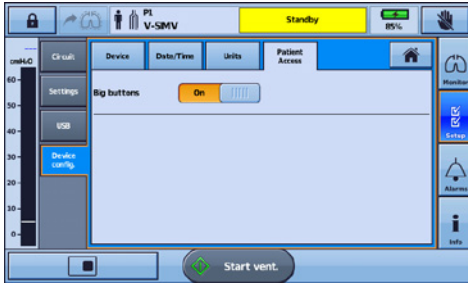 P1
V-SIMV
Standby
85%
cmH2O
Circuit
Device
Date/Time
Units
Patient
Access
Monitor
60
Settings
Big buttons
On
50
USB
40
Setup
Device
config.
30
20
Alarms
10
0
Info
Start vent.